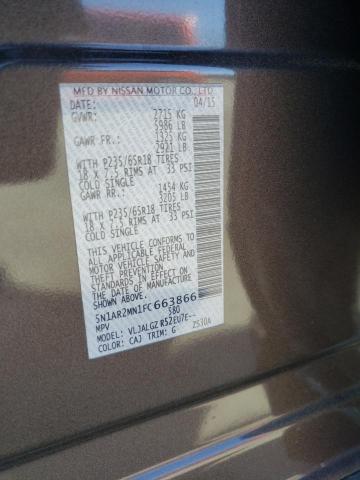 MFD BY NISSAN MOTOR CO., LTD.
DATE: 04/15
GVWR: 2715 KG
5986 LB
GAWR FR.: 1325 KG
2921 LB
WITH P235/65R18 TIRES
18 X 7.5 RIMS AT 33 PSI
COLD SINGLE
GAWR RR.: 1454 KG
3205 LB
WITH P235/65R18 TIRES
18 X 7.5 RIMS AT 33 PSI
COLD SINGLE
THIS VEHICLE CONFORMS TO
ALL APPLICABLE FEDERAL
MOTOR VEHICLE SAFETY AND
THEFT PREVENTION
STANDARDS IN EFFECT ON
THE DATE OF MANUFACTURE
SHOWN ABOVE.
5N1AR2MN1FC663866
MPV 580
VLJALGZ R52EU7E--
COLOR: CAJ TRIM: G Z530A